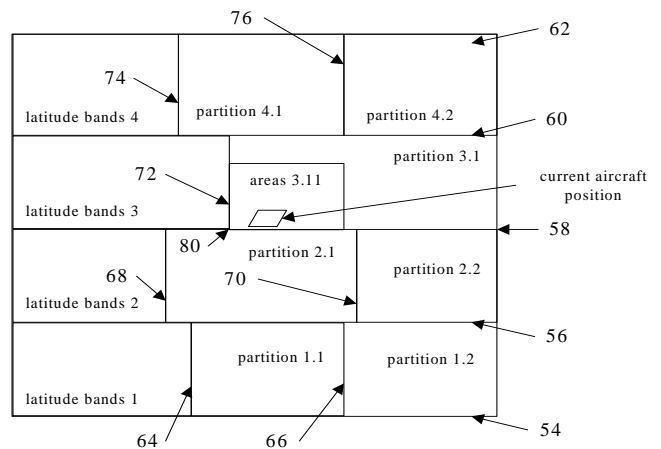 76
62
74
latitude bands 4
partition 4.1
partition 4.2
60
partition 3.1
72
areas 3.11
current aircraft
position
latitude bands 3
80
58
68
partition 2.1
70
partition 2.2
latitude bands 2
56
partition 1.1
partition 1.2
latitude bands 1
54
64
66